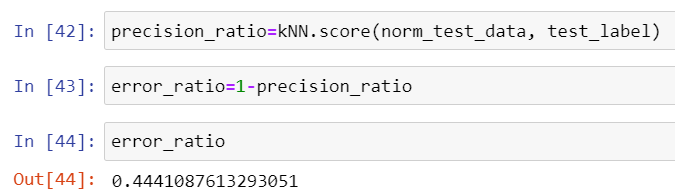 In [42]: precision_ratio=kNN.score(norm_test_data, test_label)
In [43]: error_ratio=1-precision_ratio
In [44]: error_ratio
Out[44]: 0.4441087613293051